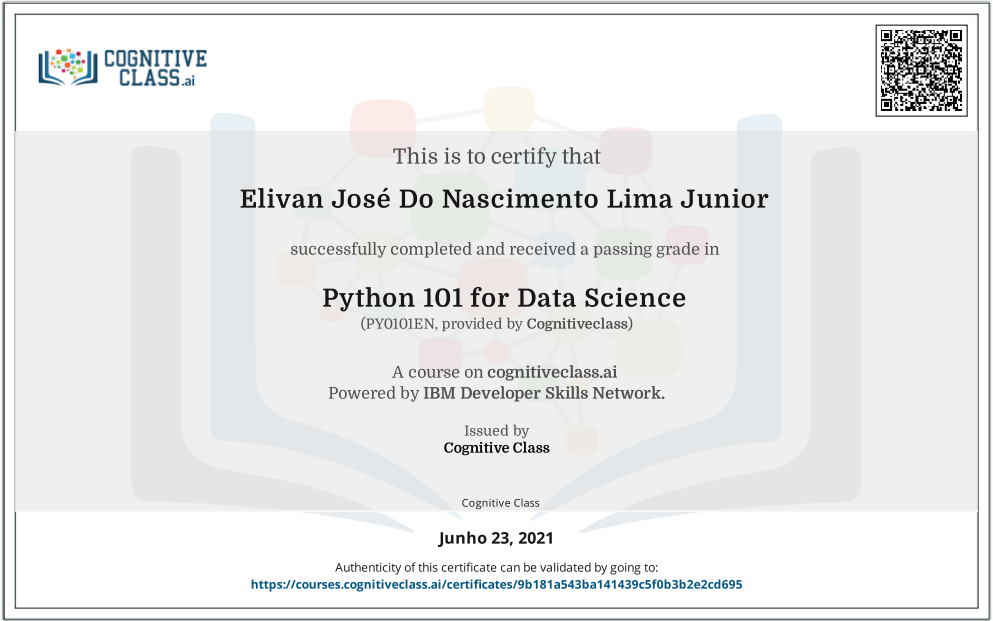 COGNITIVE
CLASS.ai
This is to certify that
Elivan José Do Nascimento Lima Junior
successfully completed and received a passing grade in
Python 101 for Data Science
(PY0101EN, provided by Cognitiveclass)
A course on cognitiveclass.ai
Powered by IBM Developer Skills Network.
Issued by
Cognitive Class
Cognitive Class
Junho 23, 2021
Authenticity of this certificate can be validated by going to:
https://courses.cognitiveclass.ai/certificates/9b181a543ba141439c5f0b3b2e2cd695